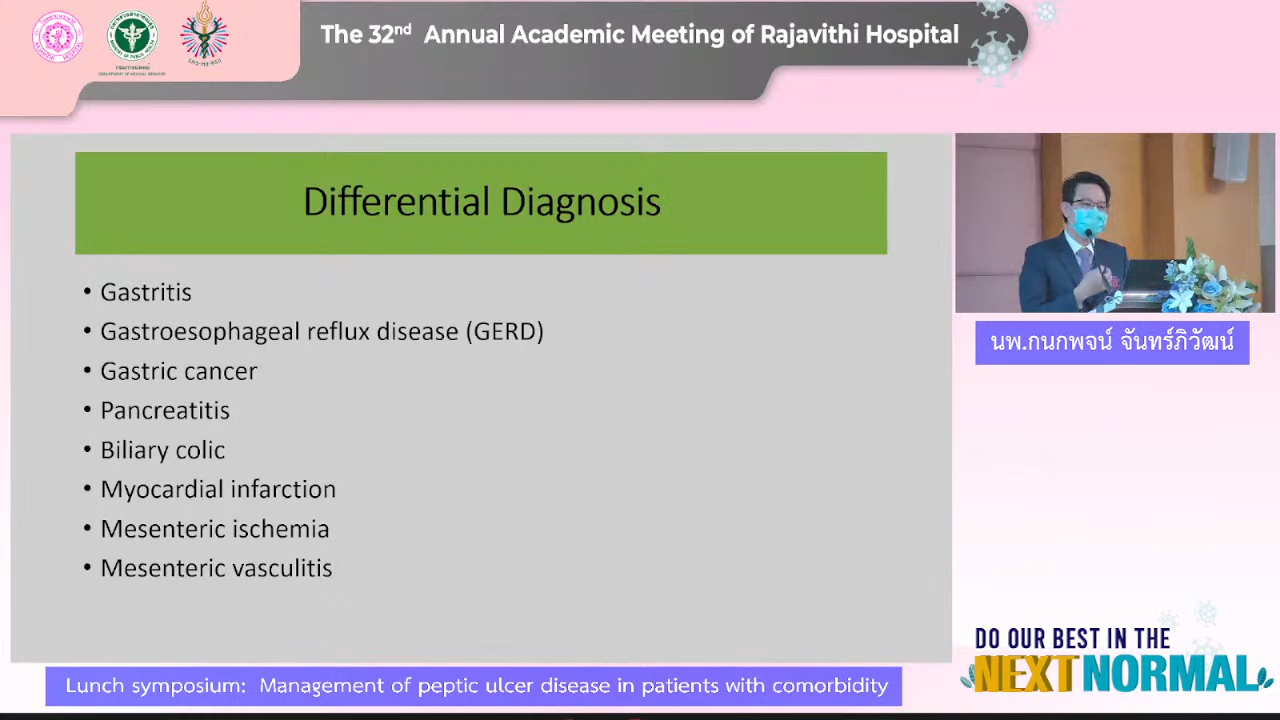 The 32nd Annual Academic Meeting of Rajavithi Hospital
Differential Diagnosis
• Gastritis
• Gastroesophageal reflux disease (GERD)
• Gastric cancer
• Pancreatitis
• Biliary colic
• Myocardial infarction
• Mesenteric ischemia
• Mesenteric vasculitis
นพ.กนกพจน์ จันทร์ภิวัฒน์
DO OUR BEST IN THE
NEXT NORMAL
Lunch symposium: Management of peptic ulcer disease in patients with comorbidity